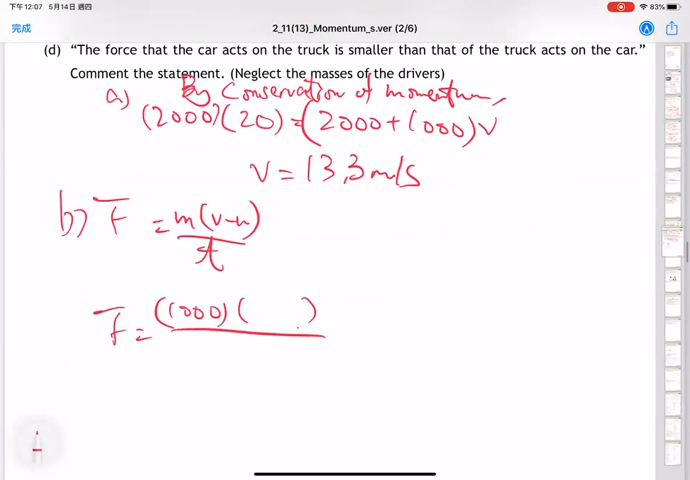 下午12:07 5月14日 週四 83%
完成 2_11(13)_Momentum_s.ver (2/6)
(d) “The force that the car acts on the truck is smaller than that of the truck acts on the car.”
Comment the statement. (Neglect the masses of the drivers)
a) By Conservation of momentum,
(2000)(20) = (2000+1000)V
V = 13.3 m/s
b) F = m(v-u)
t
F = (1000)( )